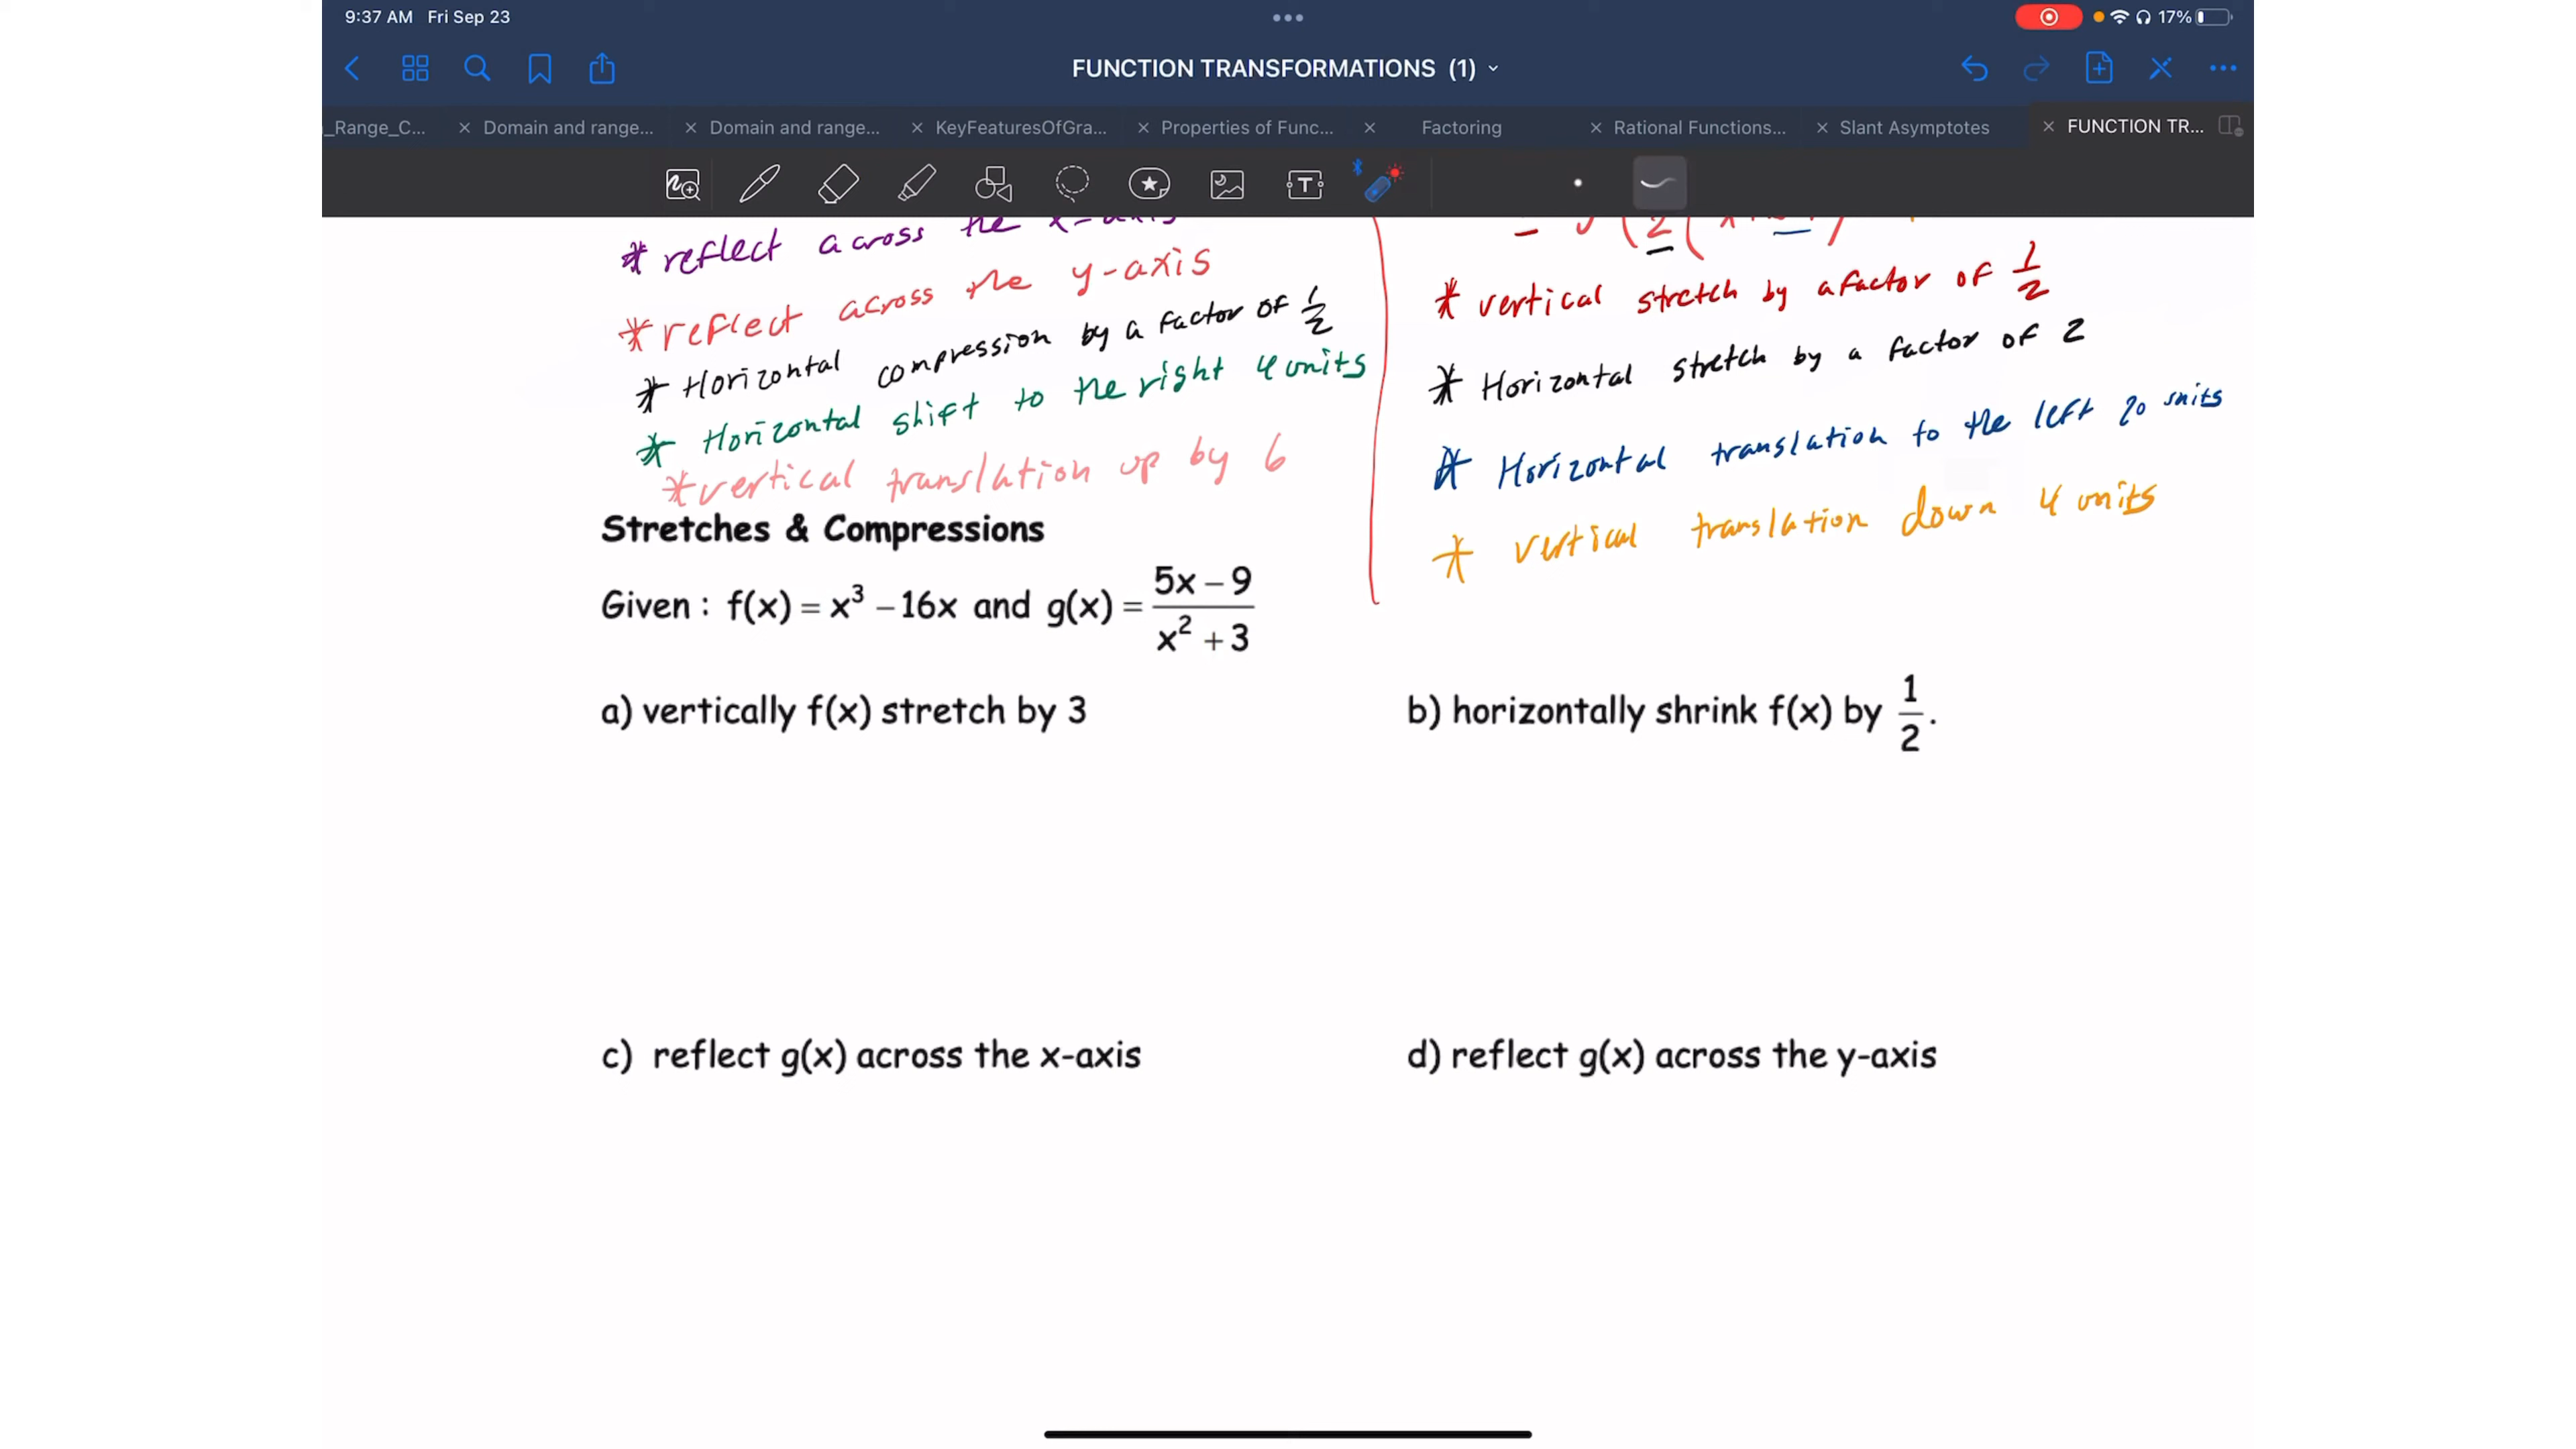 9:37 AM Fri Sep 23
17%
FUNCTION TRANSFORMATIONS (1)
_Range_C...
Domain and range...
Domain and range...
KeyFeaturesOfGra...
Properties of Func...
Factoring
Rational Functions...
Slant Asymptotes
FUNCTION TR...
* reflect across the x-axis
* reflect across the y-axis
* Horizontal compression by a factor of 1/2
* Horizontal shift to the right 4 units
* vertical translation up by 6
* vertical stretch by a factor of 1/2
* Horizontal stretch by a factor of 2
* Horizontal translation to the left 20 units
* vertical translation down 4 units
Stretches & Compressions
Given : f(x) = x³ – 16x and g(x) = (5x – 9)/(x² + 3)
a) vertically f(x) stretch by 3
b) horizontally shrink f(x) by 1/2.
c) reflect g(x) across the x-axis
d) reflect g(x) across the y-axis